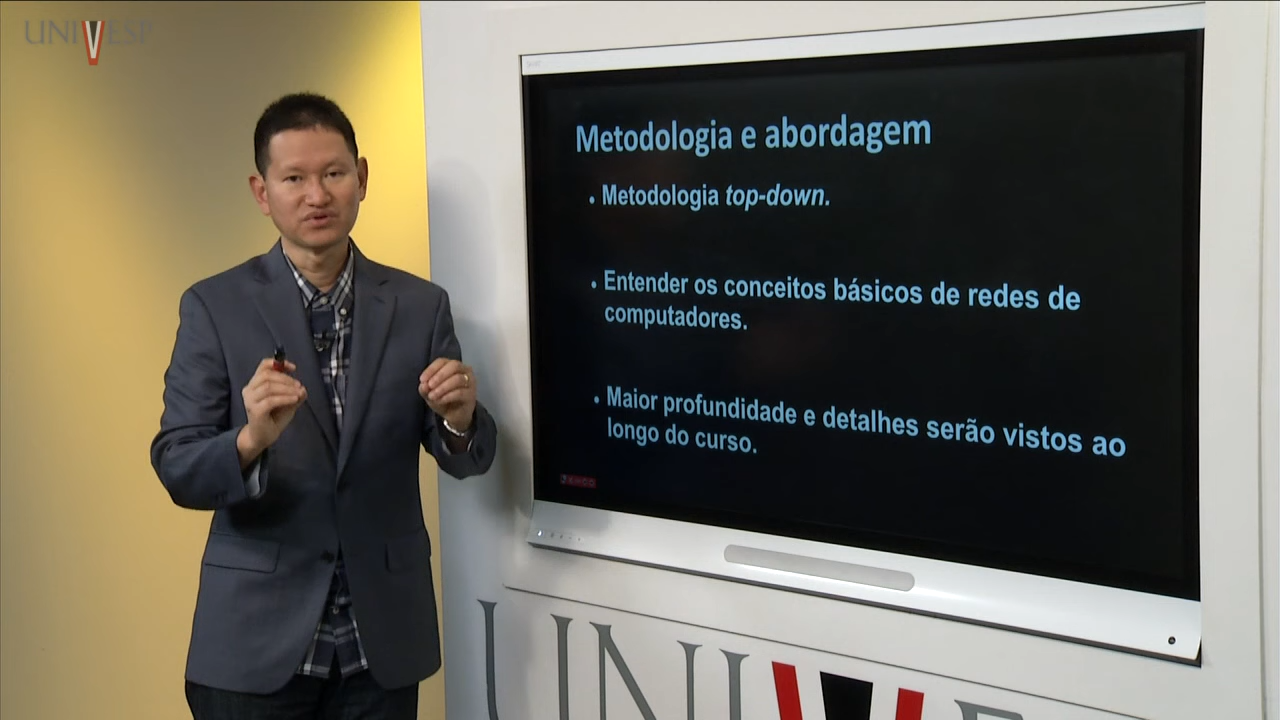 UNIVESP
Metodologia e abordagem
• Metodologia top-down.
• Entender os conceitos básicos de redes de
computadores.
• Maior profundidade e detalhes serão vistos ao
longo do curso.
UNIVE